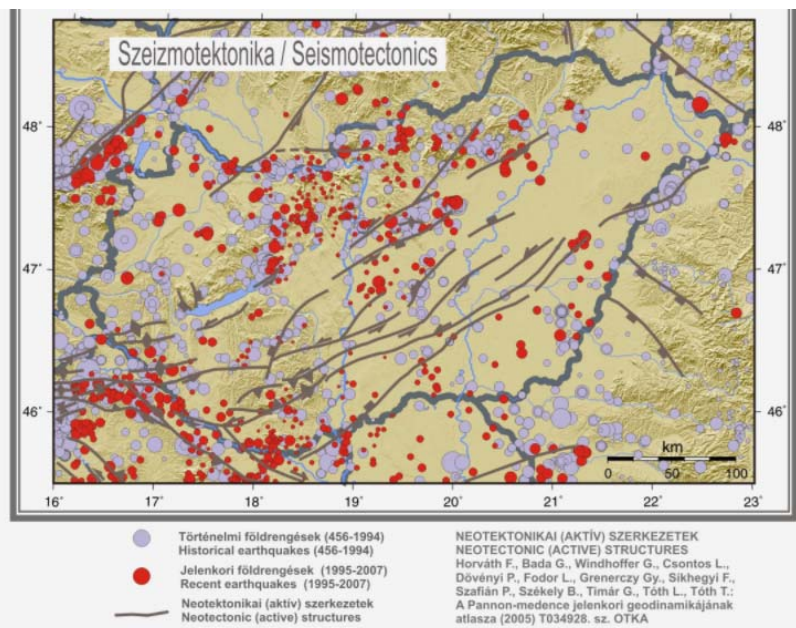 Szeizmotektonika / Seismotectonics
48°
48°
47°
47°
46°
46°
km
0 50 100
16° 17° 18° 19° 20° 21° 22° 23°
Történelmi földrengések (456-1994)
Historical earthquakes (456-1994)
Jelenkori földrengések (1995-2007)
Recent earthquakes (1995-2007)
Neotektonikai (aktív) szerkezetek
Neotectonic (active) structures
NEOTEKTONIKAI (AKTÍV) SZERKEZETEK
NEOTECTONIC (ACTIVE) STRUCTURES
Horváth F., Bada G., Windhoffer G., Csontos L.,
Dövényi P., Fodor L., Grenerczy Gy., Síkhegyi F.,
Szafián P., Székely B., Timár G., Tóth L., Tóth T.:
A Pannon-medence jelenkori geodinamikájának
atlasza (2005) T034928. sz. OTKA